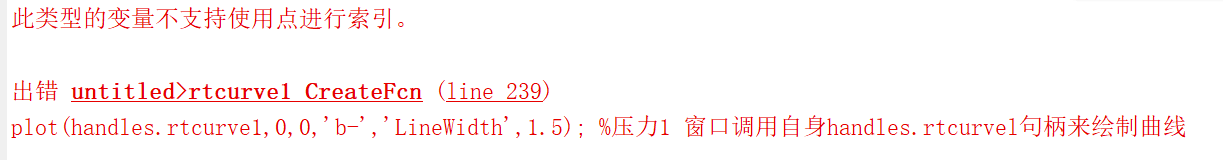 此类型的变量不支持使用点进行索引。
出错 untitled>rtcurve1_CreateFcn (line 239)
plot(handles.rtcurve1,0,0,'b-','LineWidth',1.5); %压力1 窗口调用自身handles.rtcurve1句柄来绘制曲线